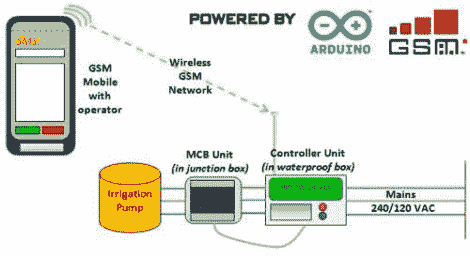 POWERED BY
ARDUINO
GSM
GSM
Mobile
with
operator
Wireless
GSM
Network
MCB Unit
(in junction box)
Controller Unit
(in waterproof box)
Irrigation
Pump
Mains
240/120 VAC